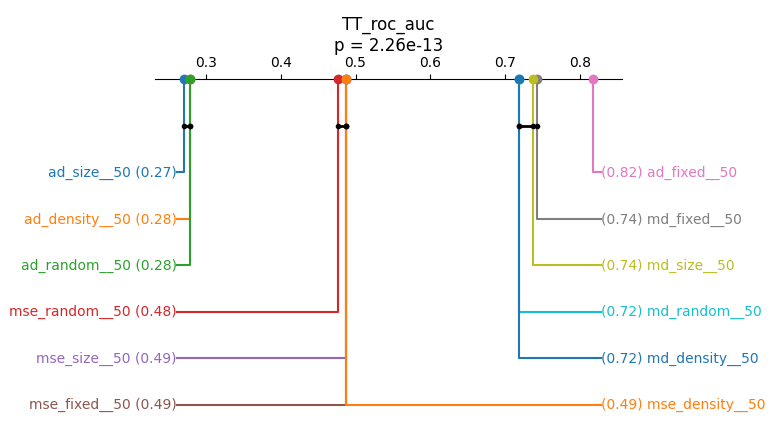 TT_roc_auc
p = 2.26e-13
0.3 0.4 0.5 0.6 0.7 0.8
ad_size__50 (0.27)
(0.82) ad_fixed__50
ad_density__50 (0.28)
(0.74) md_fixed__50
ad_random__50 (0.28)
(0.74) md_size__50
mse_random__50 (0.48)
(0.72) md_random__50
mse_size__50 (0.49)
(0.72) md_density__50
mse_fixed__50 (0.49)
(0.49) mse_density__50